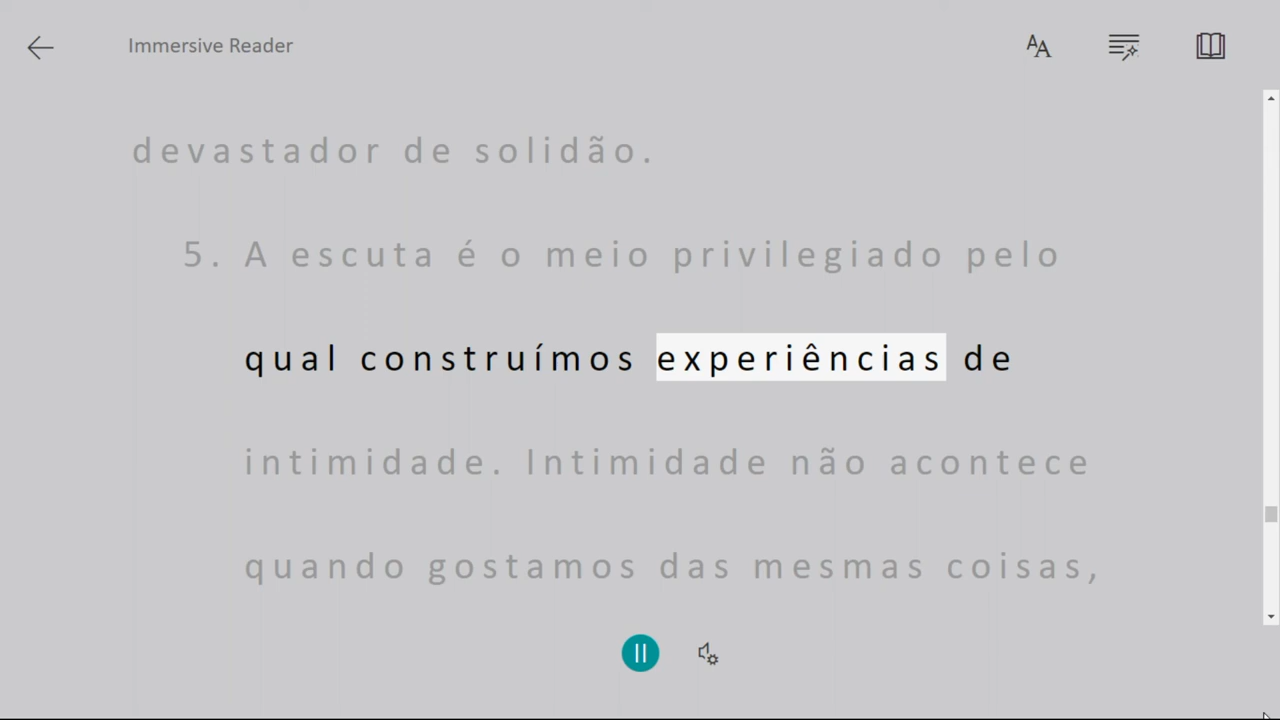 Immersive Reader
devastador de solidão.
5. A escuta é o meio privilegiado pelo
qual construímos experiências de
intimidade. Intimidade não acontece
quando gostamos das mesmas coisas,